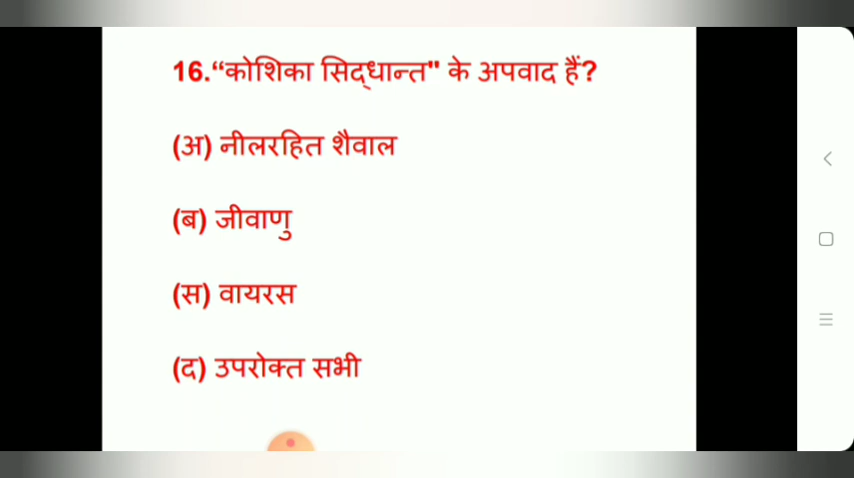 16.“कोशिका सिद्धान्त" के अपवाद हैं?
(अ) नीलरहित शैवाल
(ब) जीवाणु
(स) वायरस
(द) उपरोक्त सभी